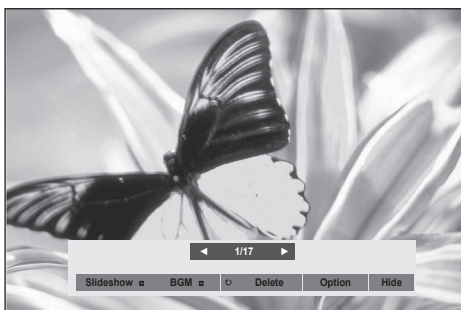 ◄ 1/17 ►
Slideshow ◘ BGM ◘ ↻ Delete Option Hide